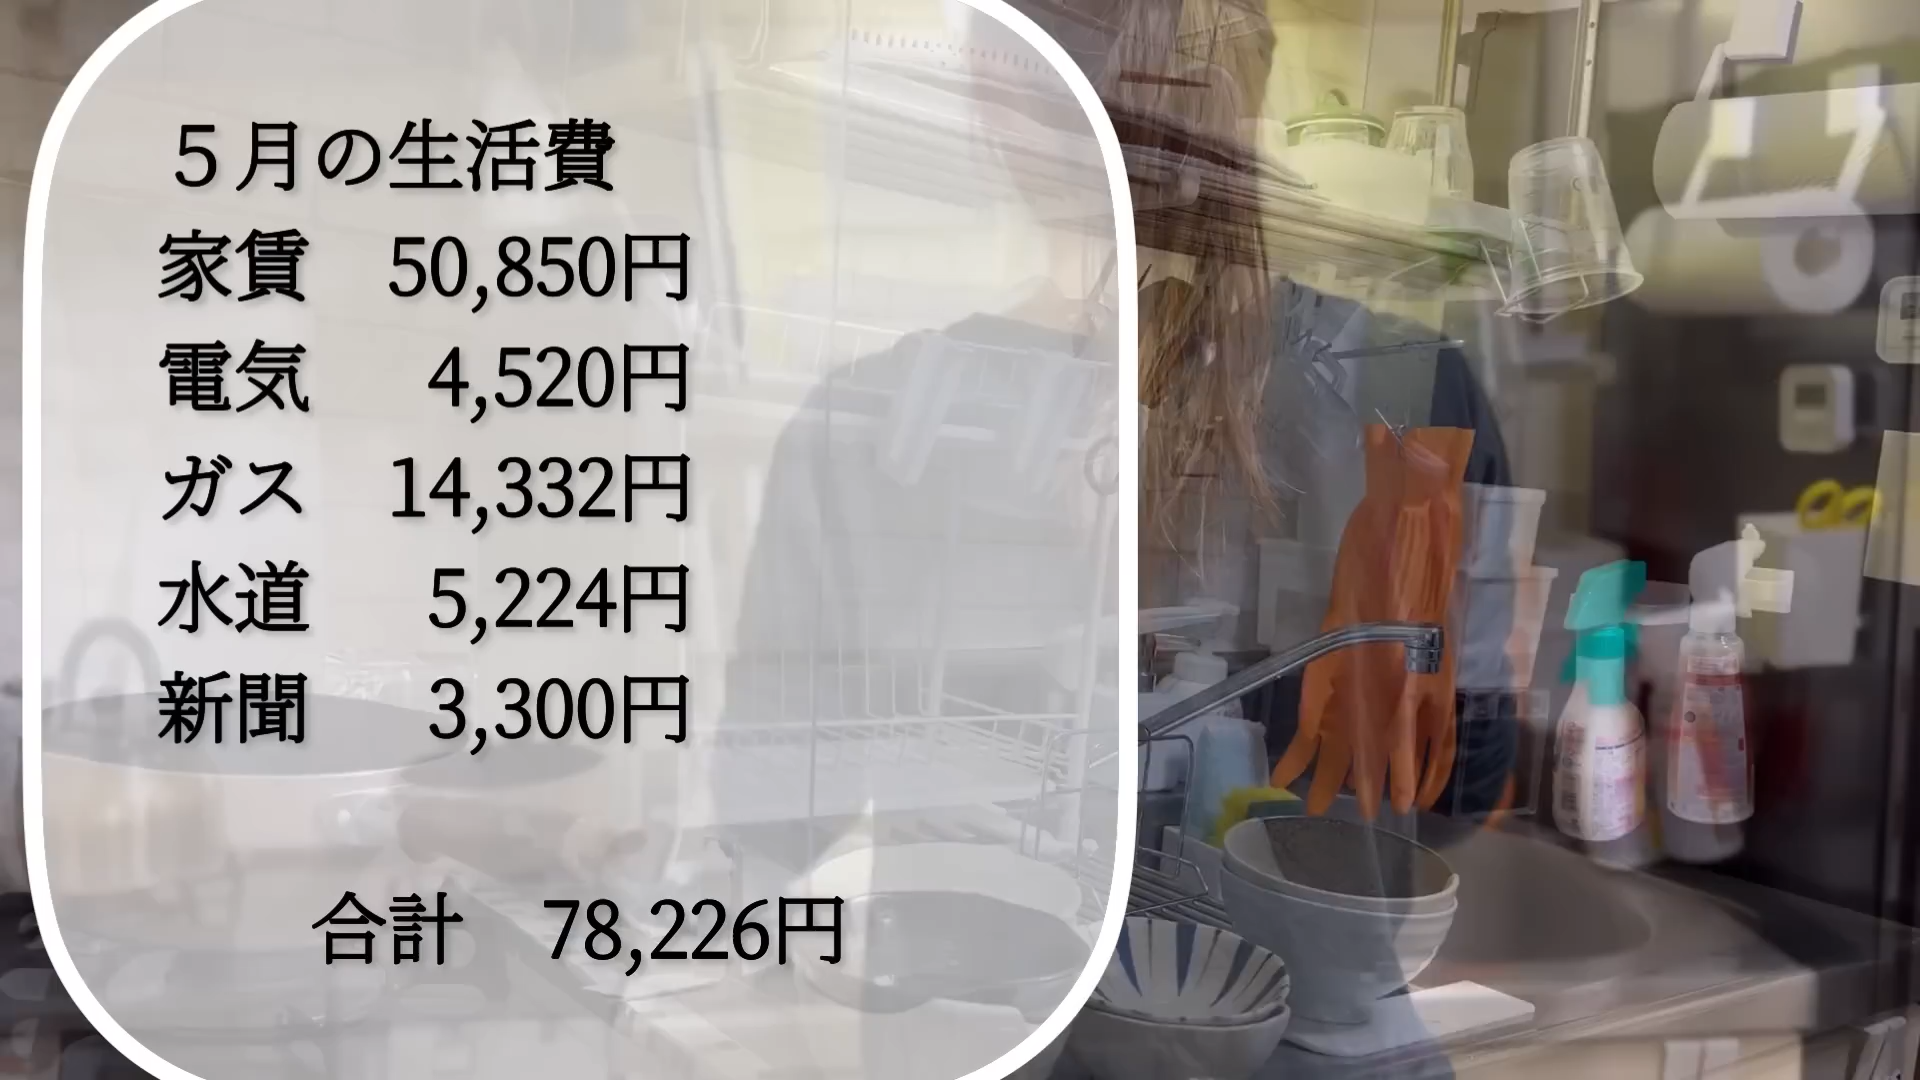 ５月の生活費
家賃　50,850円
電気　4,520円
ガス　14,332円
水道　5,224円
新聞　3,300円
合計　78,226円